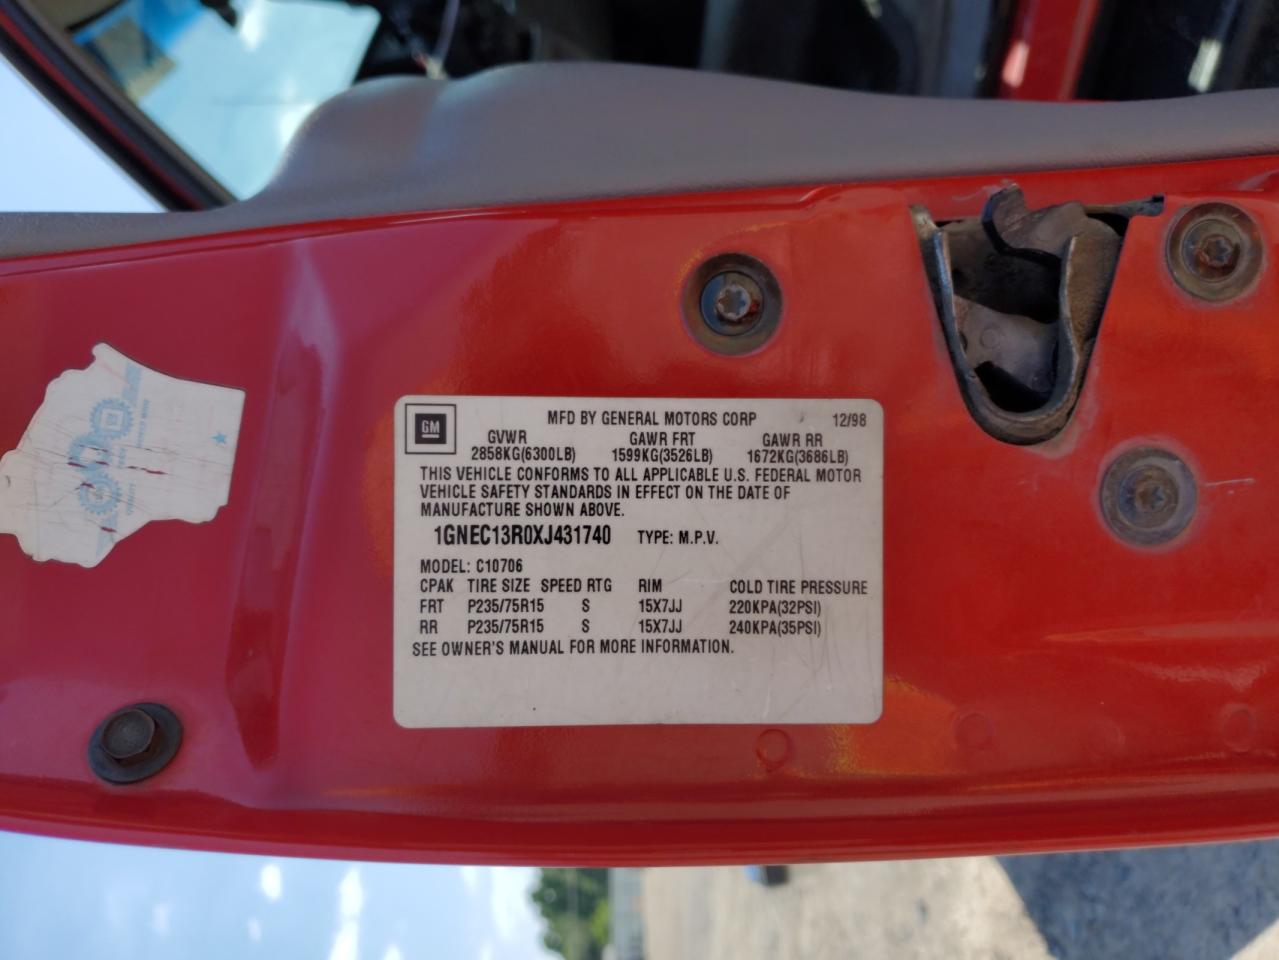 GM
MFD BY GENERAL MOTORS CORP 12/98
GVWR GAWR FRT GAWR RR
2858KG(6300LB) 1599KG(3526LB) 1672KG(3686LB)
THIS VEHICLE CONFORMS TO ALL APPLICABLE U.S. FEDERAL MOTOR
VEHICLE SAFETY STANDARDS IN EFFECT ON THE DATE OF
MANUFACTURE SHOWN ABOVE.
1GNEC13R0XJ431740 TYPE: M.P.V.
MODEL: C10706
CPAK TIRE SIZE SPEED RTG RIM COLD TIRE PRESSURE
FRT P235/75R15 S 15X7JJ 220KPA(32PSI)
RR P235/75R15 S 15X7JJ 240KPA(35PSI)
SEE OWNER'S MANUAL FOR MORE INFORMATION.
GM